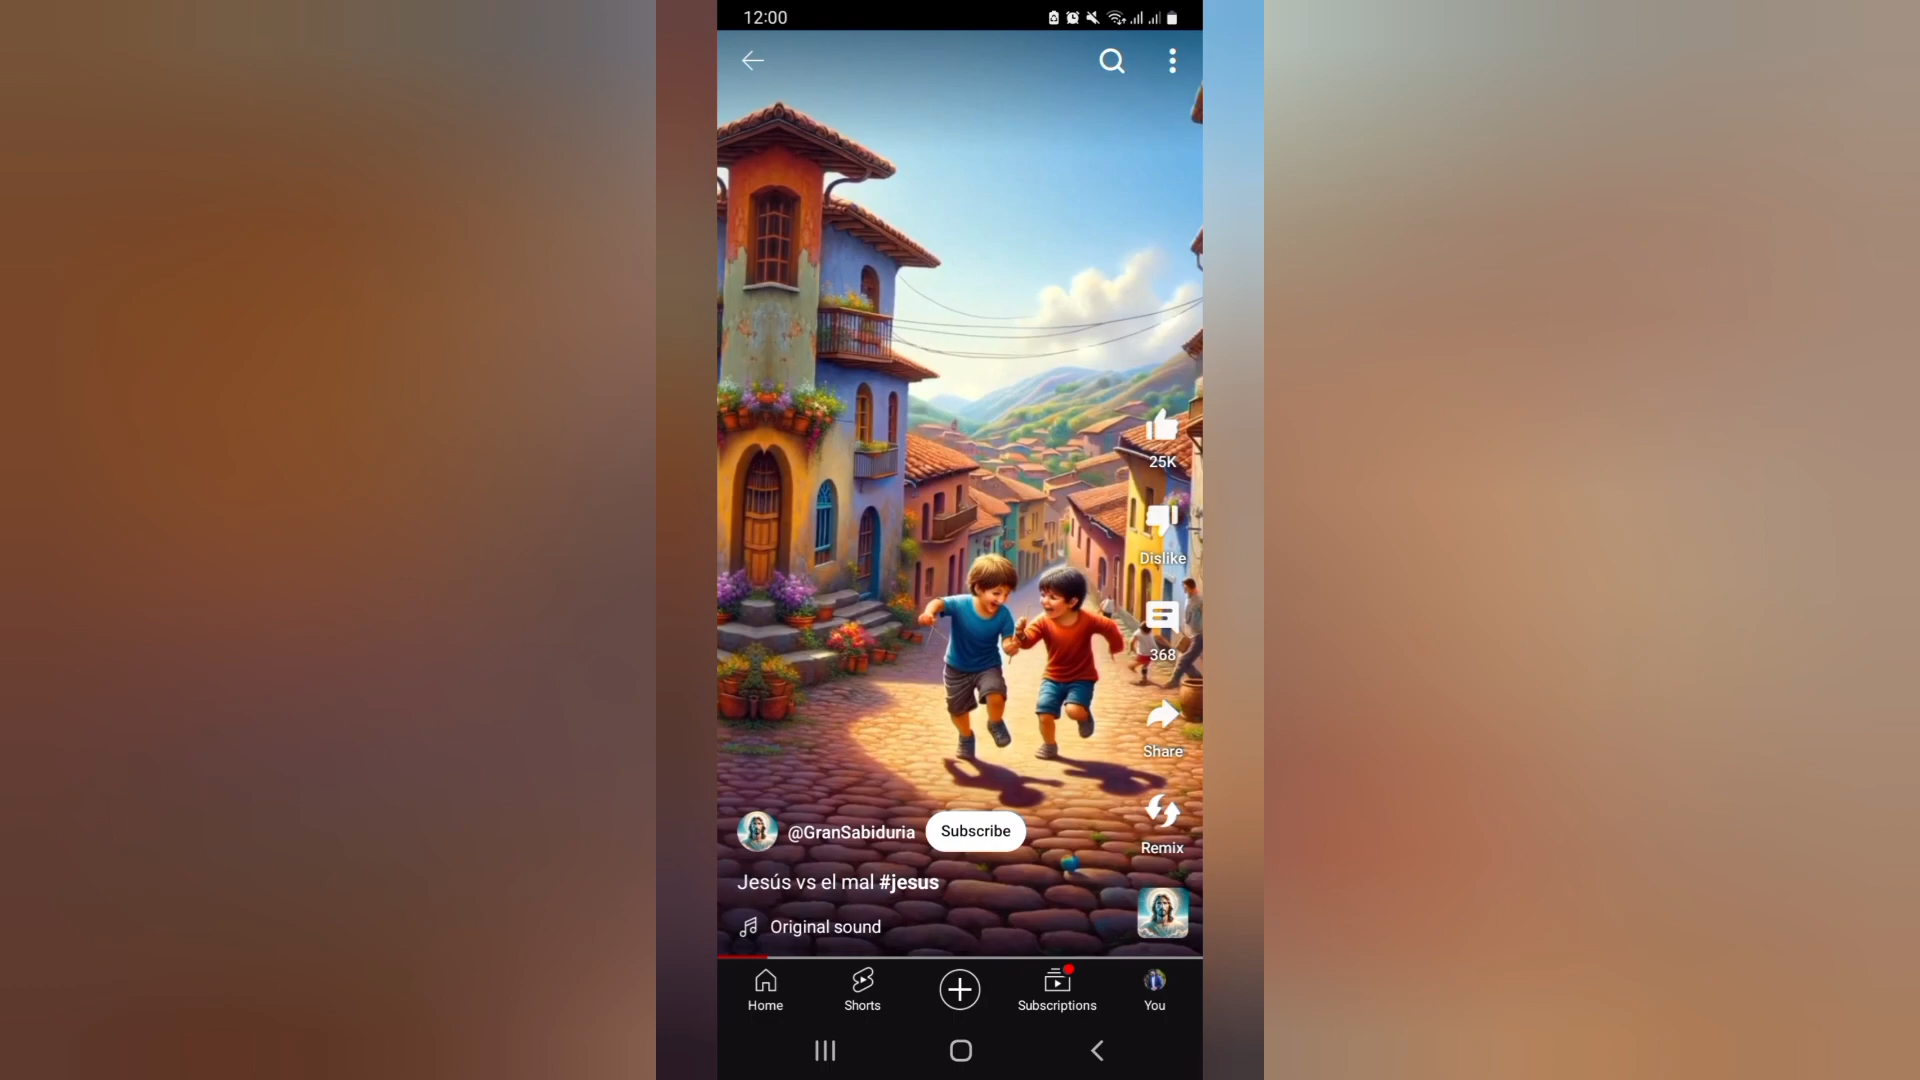 12:00
25K
Dislike
368
Share
Remix
@GranSabiduria
Subscribe
Jesús vs el mal #jesus
Original sound
Home
Shorts
Subscriptions
You